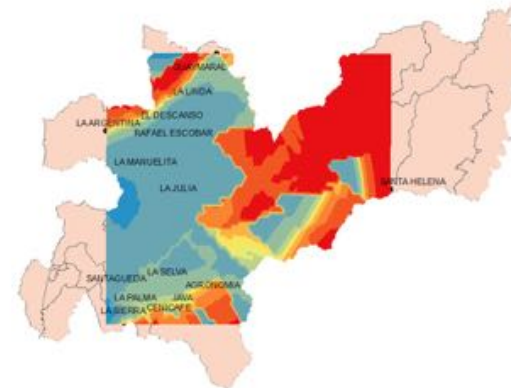 GUAYMARAL
LA LINDA
EL DESCANSO
LA ARGENTINA
RAFAEL ESCOBAR
LA MANUELITA
LA JULIA
SANTA HELENA
LA SELVA
SANTAGUEDA
AGRONOMIA
LA PALMA
JAVA
LA SIERRA
CENICAFE